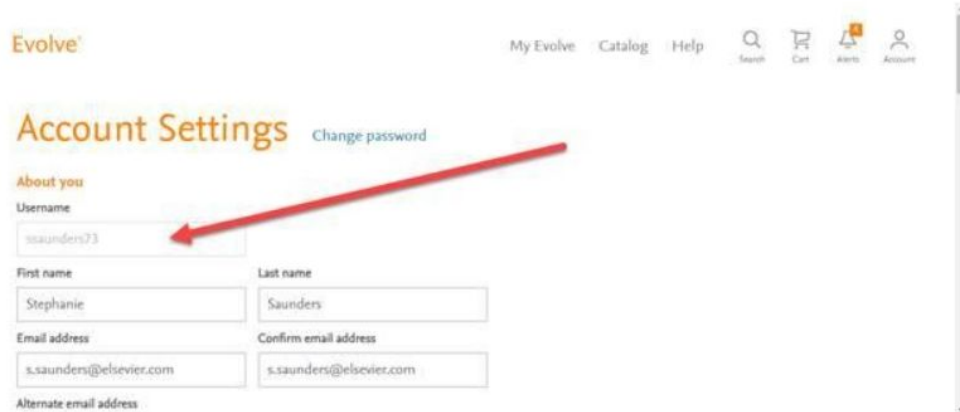 Evolve®
My Evolve Catalog Help
Search Cart Alerts Account
4
Account Settings Change password
About you
Username
ssaunders73
First name Last name
Stephanie Saunders
Email address Confirm email address
s.saunders@elsevier.com s.saunders@elsevier.com
Alternate email address